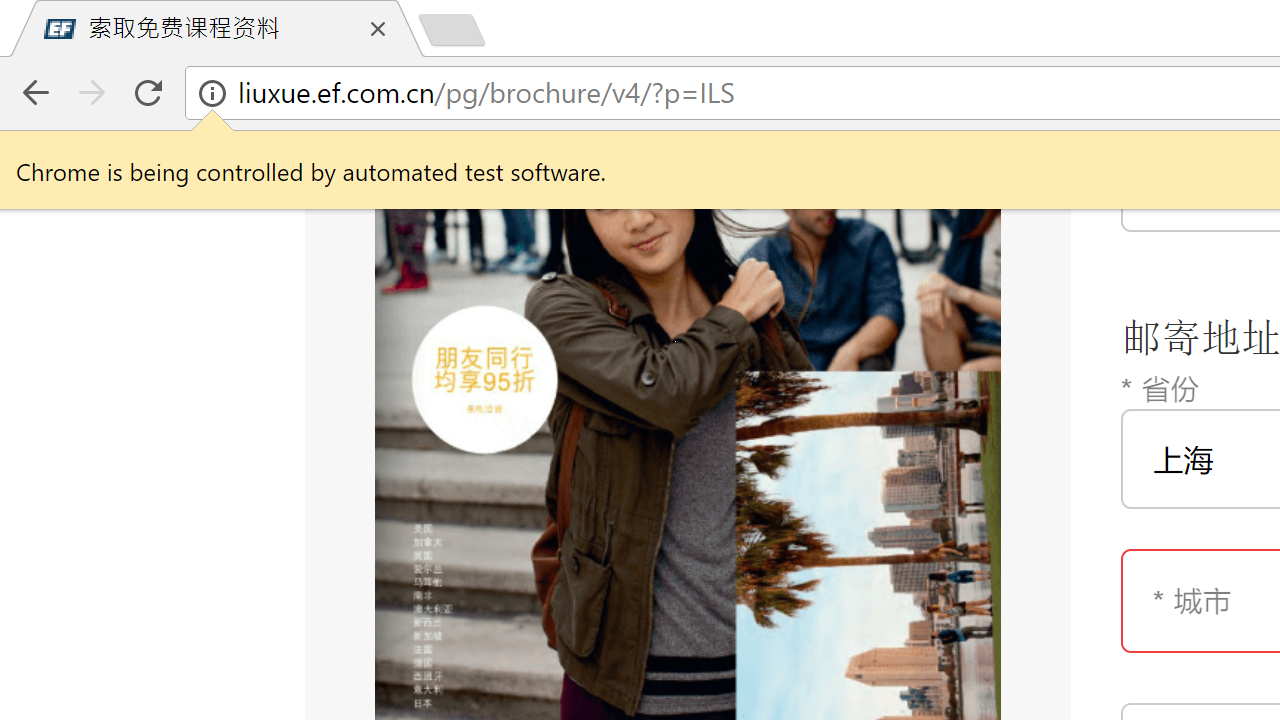 EF 索取免费课程资料
liuxue.ef.com.cn/pg/brochure/v4/?p=ILS
Chrome is being controlled by automated test software.
朋友同行
均享95折
美国
加拿大
英国
爱尔兰
马耳他
南非
澳大利亚
新西兰
新加坡
法国
德国
西班牙
意大利
日本
邮寄地址
* 省份
上海
* 城市